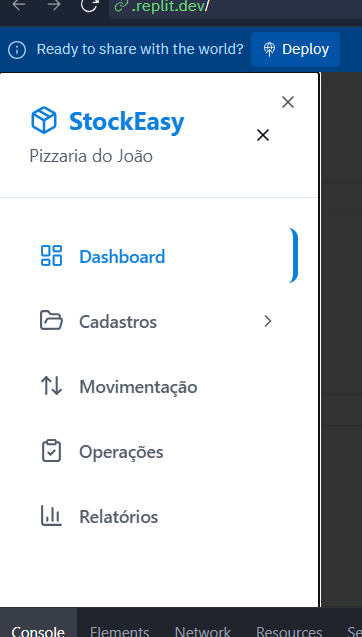 .replit.dev/
Ready to share with the world?
Deploy
StockEasy
Pizzaria do João
Dashboard
Cadastros
Movimentação
Operações
Relatórios
Console Elements Network Resources Se